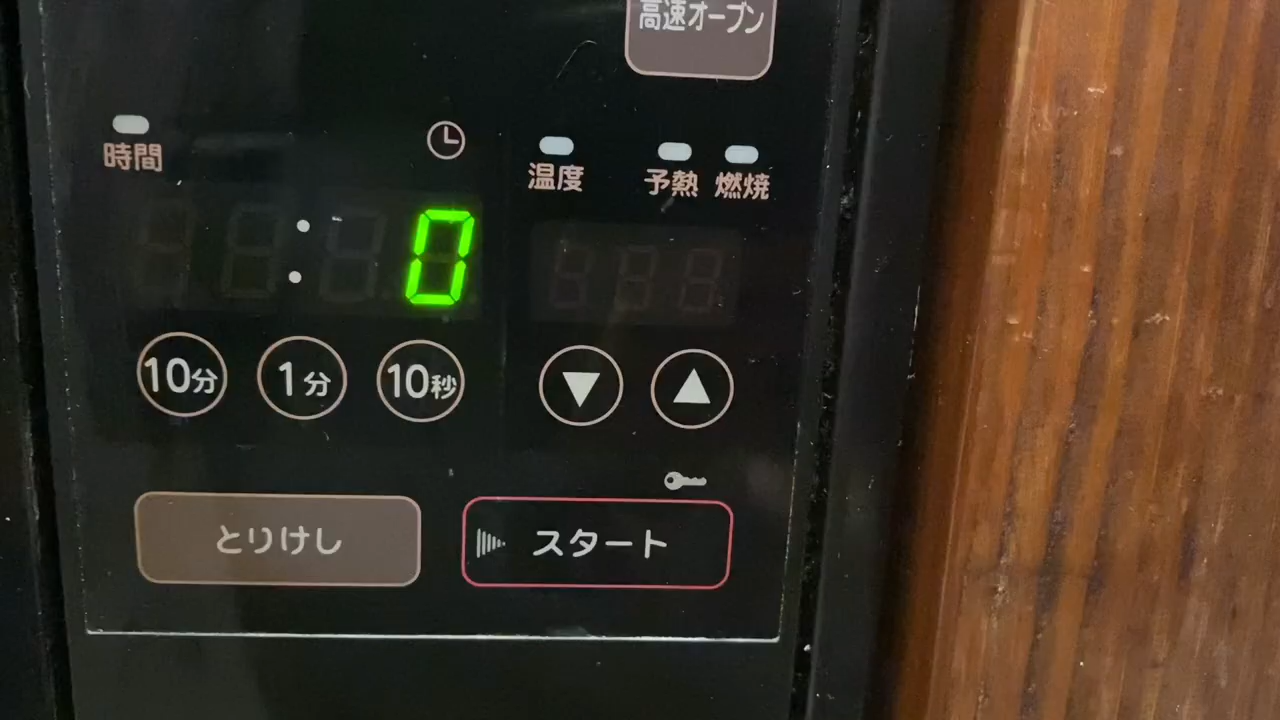 高速オーブン
時間
温度 予熱 燃焼
0
10分 1分 10秒 ▼ ▲
とりけし スタート